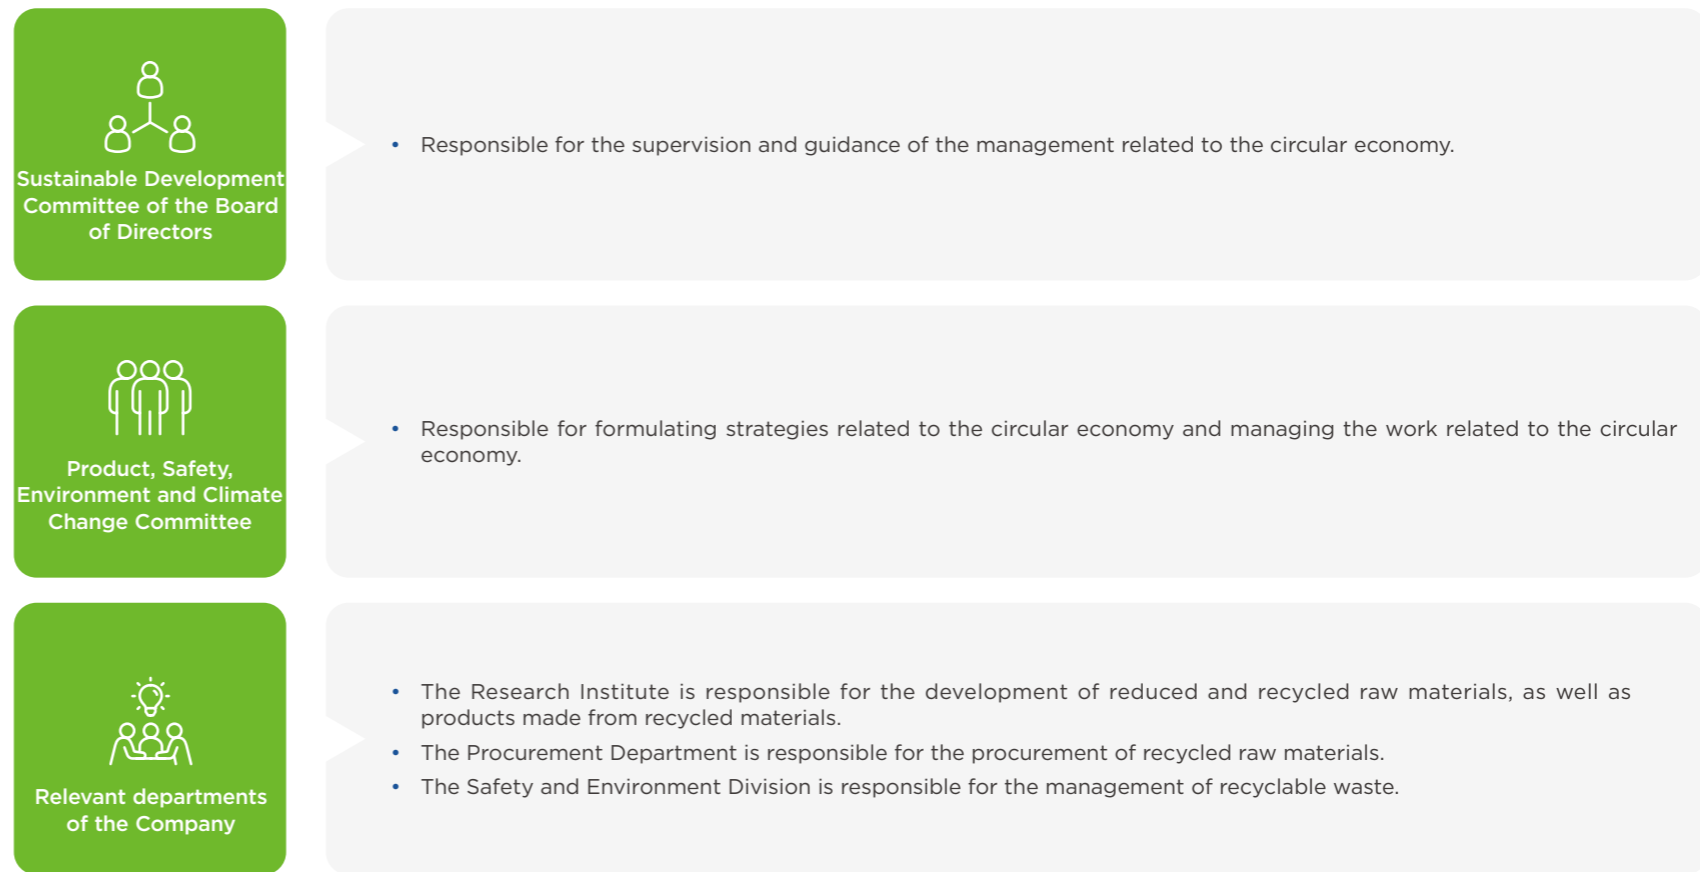 Sustainable Development
Committee of the Board
of Directors
• Responsible for the supervision and guidance of the management related to the circular economy.
Product, Safety,
Environment and Climate
Change Committee
• Responsible for formulating strategies related to the circular economy and managing the work related to the circular
economy.
Relevant departments
of the Company
• The Research Institute is responsible for the development of reduced and recycled raw materials, as well as
products made from recycled materials.
• The Procurement Department is responsible for the procurement of recycled raw materials.
• The Safety and Environment Division is responsible for the management of recyclable waste.